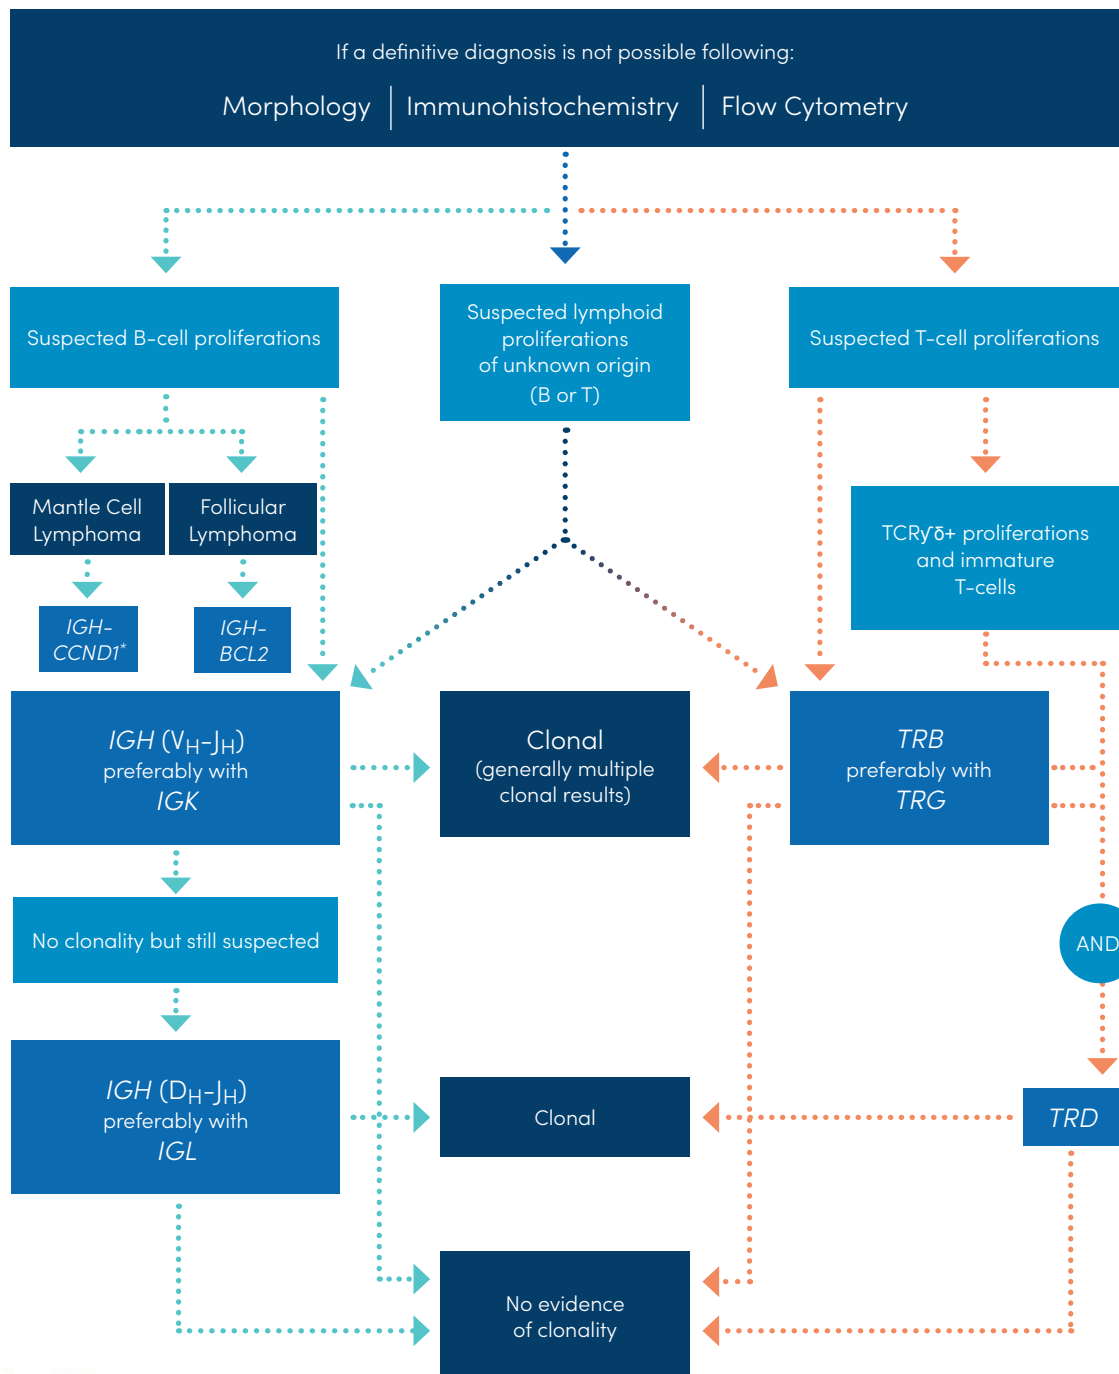 If a definitive diagnosis is not possible following:
Morphology | Immunohistochemistry | Flow Cytometry
Suspected B-cell proliferations
Suspected lymphoid
proliferations
of unknown origin
(B or T)
Suspected T-cell proliferations
Mantle Cell
Lymphoma
Follicular
Lymphoma
TCRγδ+ proliferations
and immature
T-cells
IGH-
CCND1*
IGH-
BCL2
IGH (VH-JH)
preferably with
IGK
Clonal
(generally multiple
clonal results)
TRB
preferably with
TRG
No clonality but still suspected
AND
IGH (DH-JH)
preferably with
IGL
Clonal
TRD
No evidence
of clonality